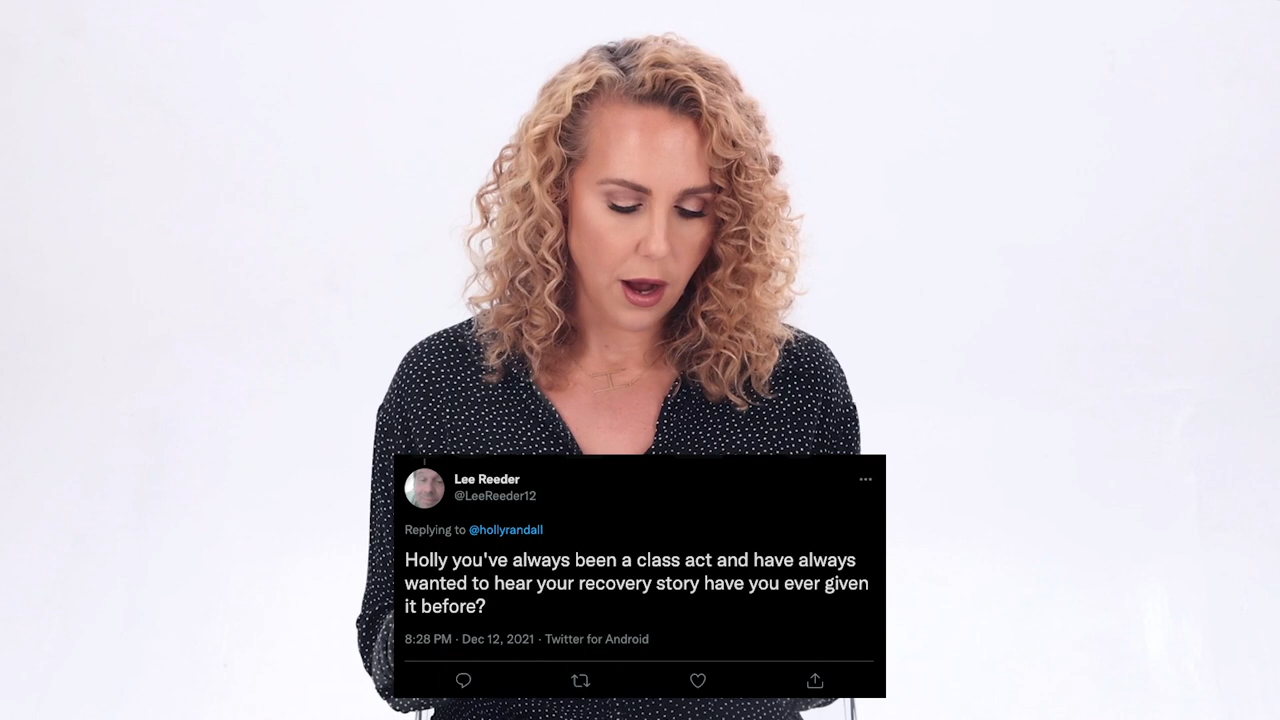 Lee Reeder
@LeeReeder12
Replying to @hollyrandall
Holly you've always been a class act and have always
wanted to hear your recovery story have you ever given
it before?
8:28 PM · Dec 12, 2021 · Twitter for Android